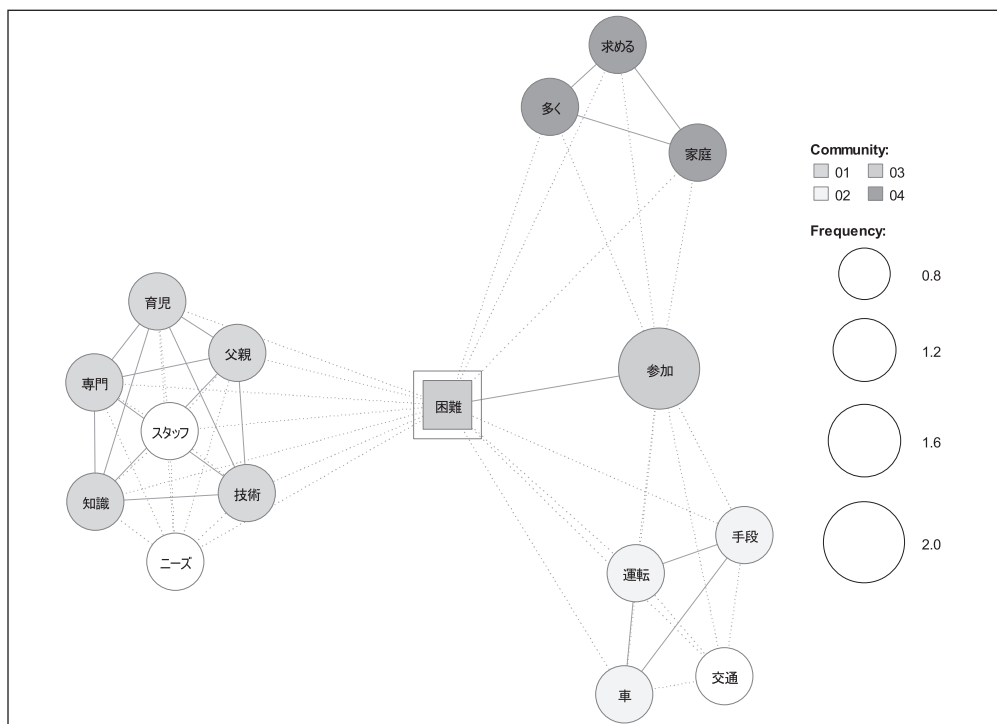 求める
多く
家庭
Community:
01 03
02 04
Frequency:
0.8
1.2
1.6
2.0
育児
父親
専門
スタッフ
知識
技術
ニーズ
困難
参加
手段
運転
交通
車